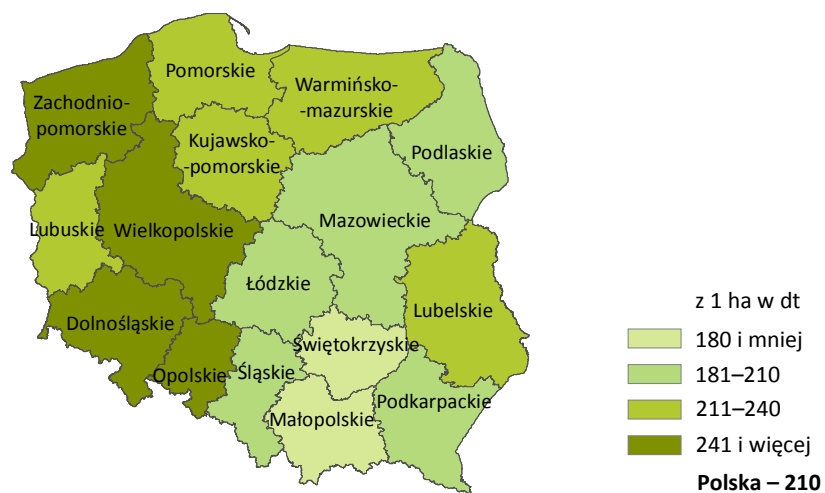 Pomorskie
Warmińsko-
-mazurskie
Zachodnio-
pomorskie
Kujawsko-
-pomorskie
Podlaskie
Mazowieckie
Lubuskie
Wielkopolskie
Łódzkie
Lubelskie
Dolnośląskie
Świętokrzyskie
Opolskie
Śląskie
Podkarpackie
Małopolskie
z 1 ha w dt
180 i mniej
181–210
211–240
241 i więcej
Polska – 210